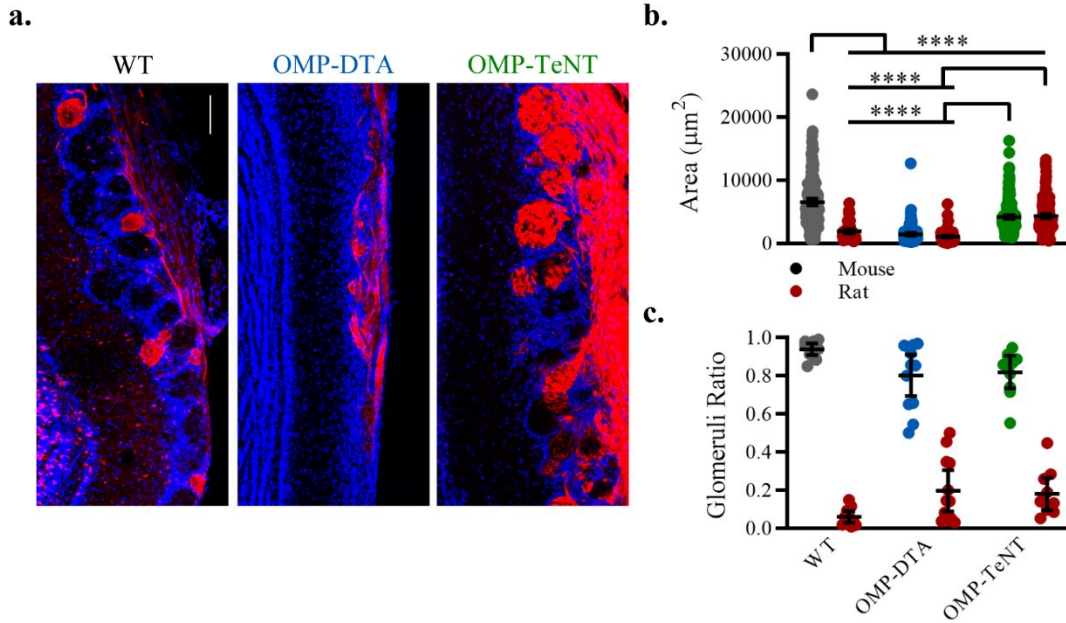 a.
WT
OMP-DTA
OMP-TeNT
b.
****
****
****
Area (μm²)
30000
20000
10000
0
Mouse
Rat
c.
Glomeruli Ratio
1.0
0.8
0.6
0.4
0.2
0.0
WT
OMP-DTA
OMP-TeNT